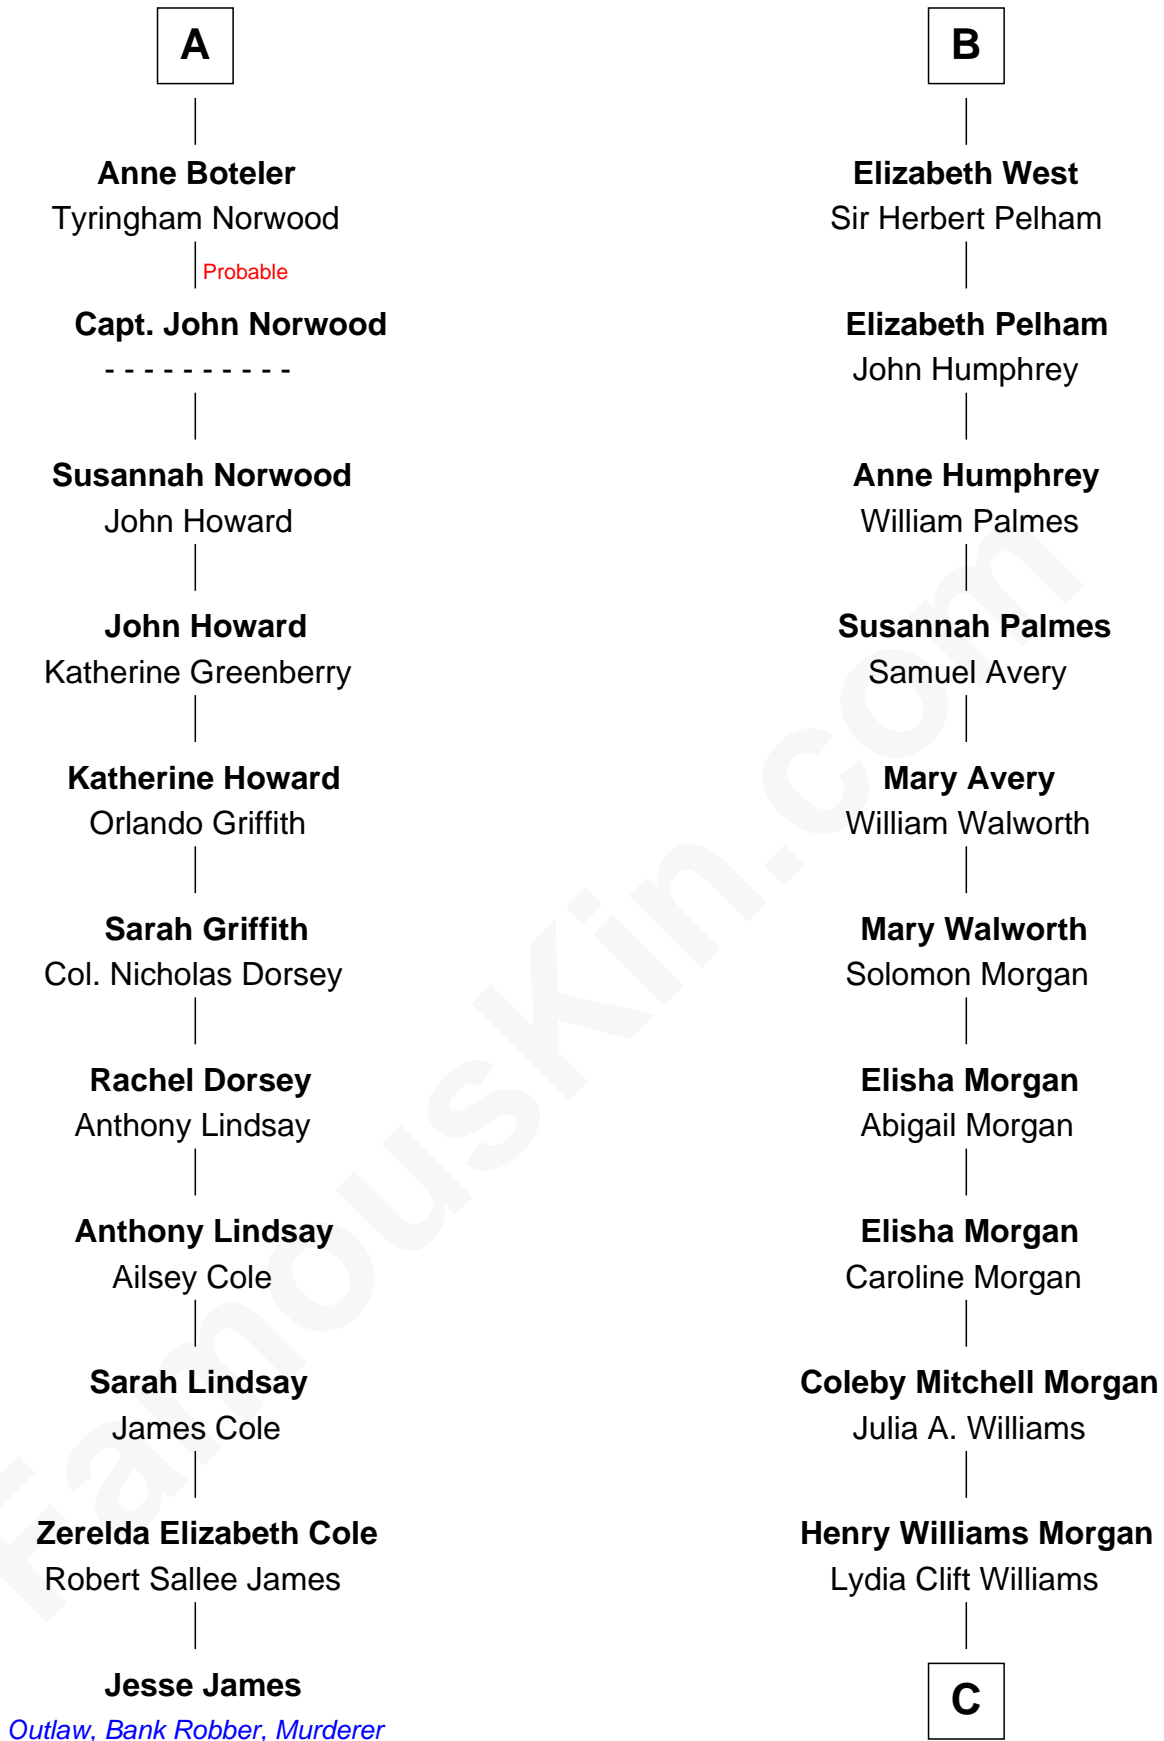 A
Anne Boteler
Tyringham Norwood
Probable
Capt. John Norwood
- - - - - - - - - -
Susannah Norwood
John Howard
John Howard
Katherine Greenberry
Katherine Howard
Orlando Griffith
Sarah Griffith
Col. Nicholas Dorsey
Rachel Dorsey
Anthony Lindsay
Anthony Lindsay
Ailsey Cole
Sarah Lindsay
James Cole
Zerelda Elizabeth Cole
Robert Sallee James
Jesse James
Outlaw, Bank Robber, Murderer
B
Elizabeth West
Sir Herbert Pelham
Elizabeth Pelham
John Humphrey
Anne Humphrey
William Palmes
Susannah Palmes
Samuel Avery
Mary Avery
William Walworth
Mary Walworth
Solomon Morgan
Elisha Morgan
Abigail Morgan
Elisha Morgan
Caroline Morgan
Coleby Mitchell Morgan
Julia A. Williams
Henry Williams Morgan
Lydia Clift Williams
C
FamousKin.com